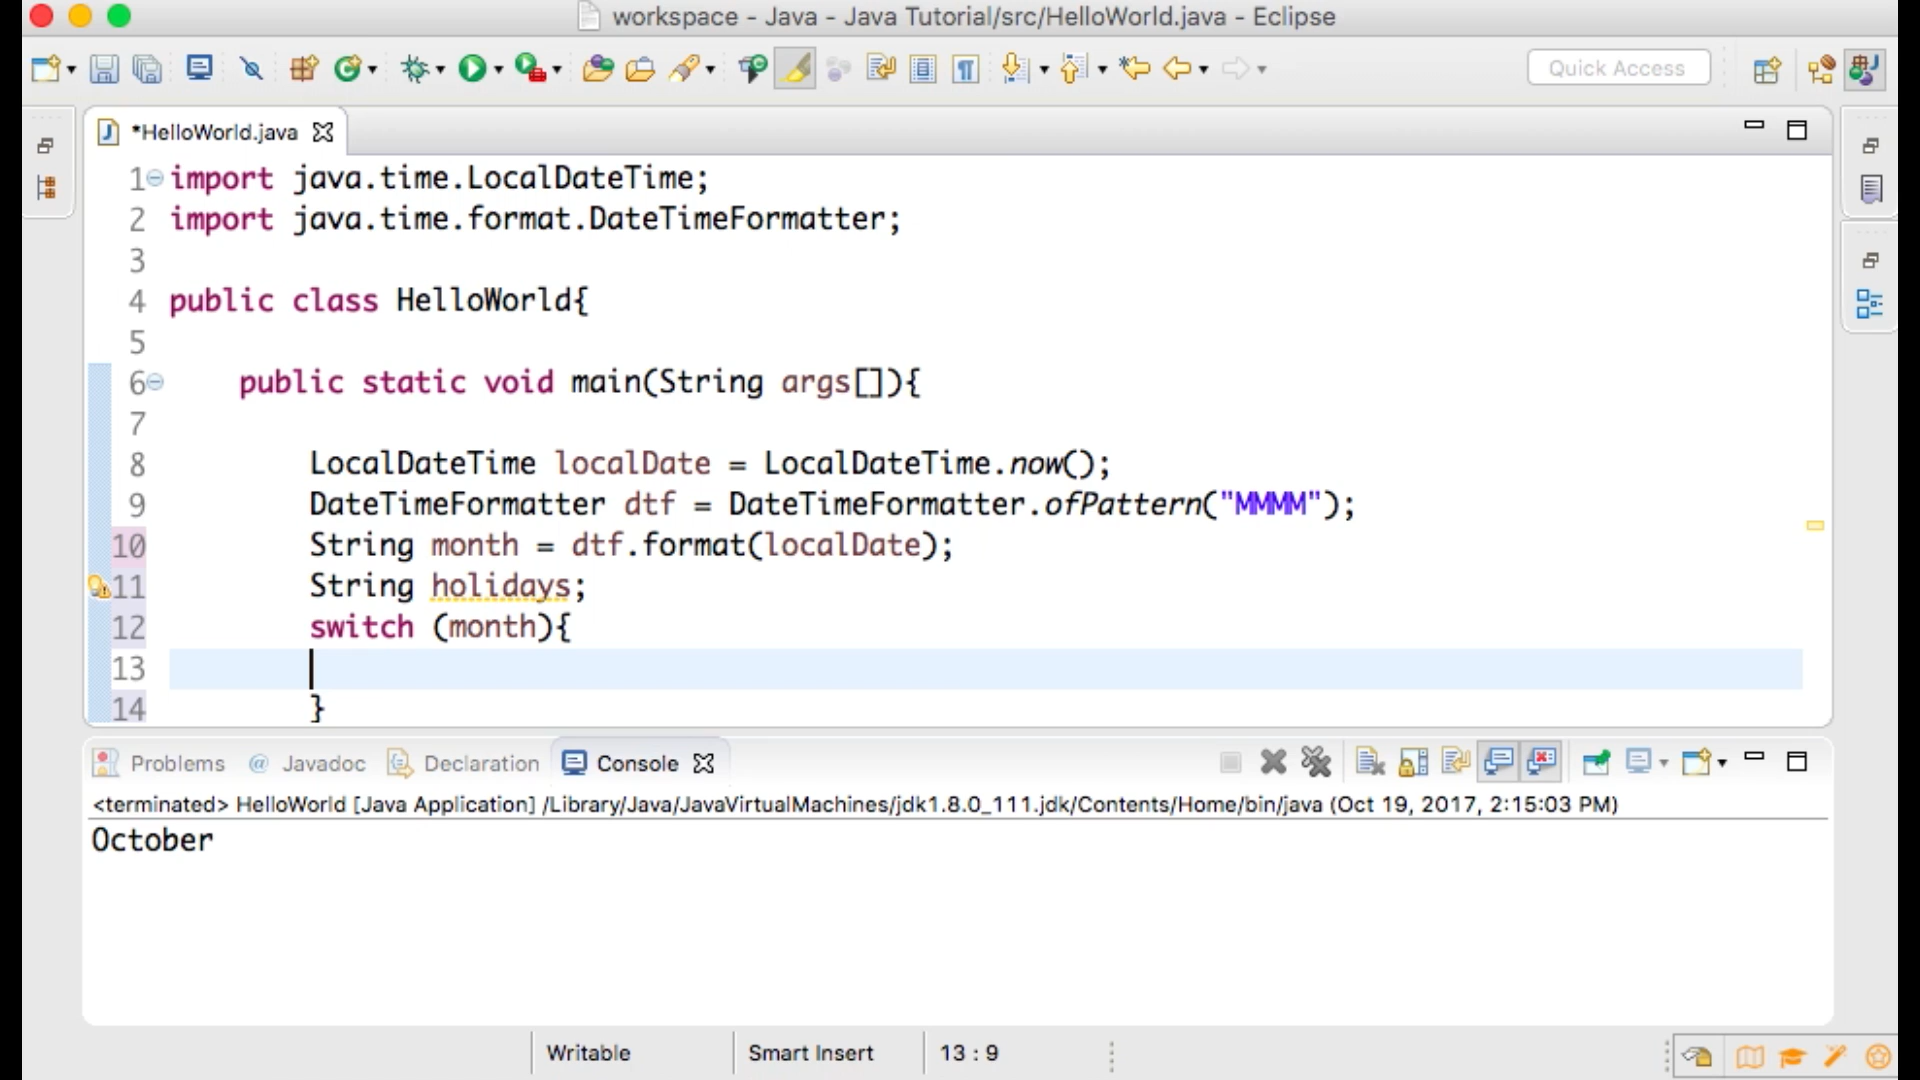 workspace - Java - Java Tutorial/src/HelloWorld.java - Eclipse
Quick Access
*HelloWorld.java
1 import java.time.LocalDateTime;
2 import java.time.format.DateTimeFormatter;
3
4 public class HelloWorld{
5
6 public static void main(String args[]){
7
8 LocalDateTime localDate = LocalDateTime.now();
9 DateTimeFormatter dtf = DateTimeFormatter.ofPattern("MMMM");
10 String month = dtf.format(localDate);
11 String holidays;
12 switch (month){
13
14 }
Problems @ Javadoc Declaration Console
<terminated> HelloWorld [Java Application] /Library/Java/JavaVirtualMachines/jdk1.8.0_111.jdk/Contents/Home/bin/java (Oct 19, 2017, 2:15:03 PM)
October
Writable Smart Insert 13 : 9